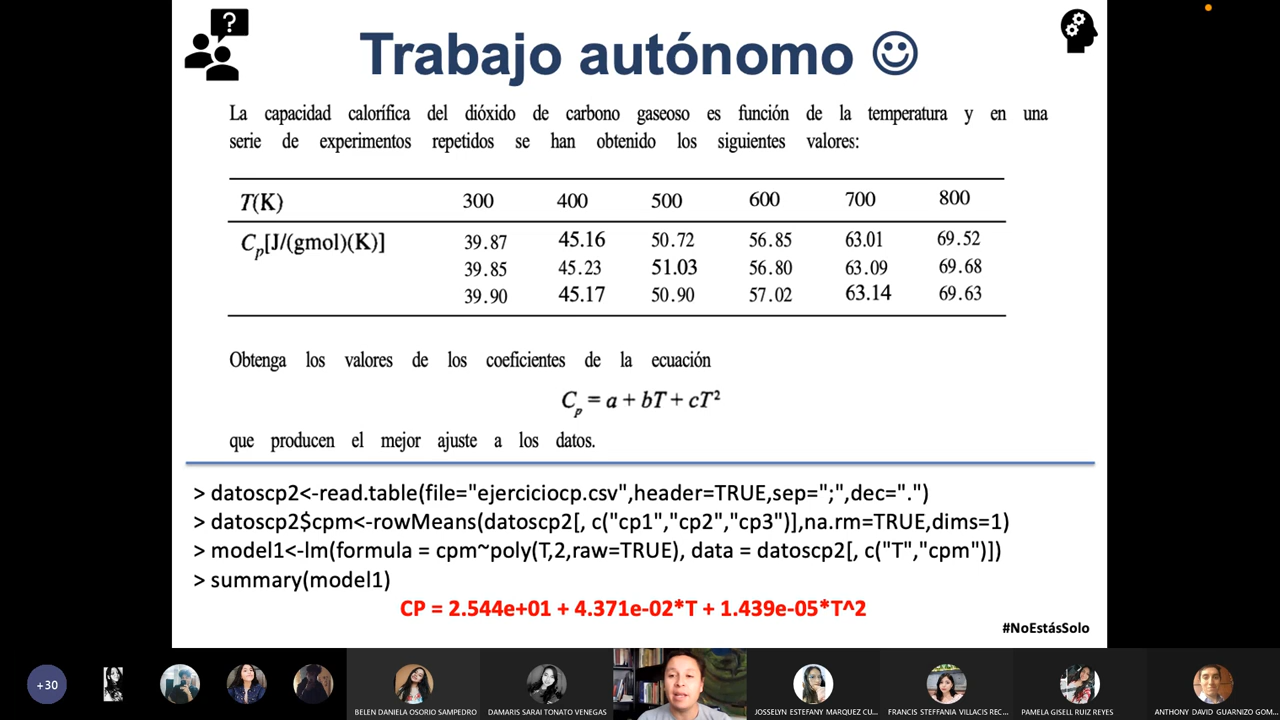 Trabajo autónomo
La capacidad calorífica del dióxido de carbono gaseoso es función de la temperatura y en una
serie de experimentos repetidos se han obtenido los siguientes valores:
T(K) 300 400 500 600 700 800
Cp[J/(gmol)(K)] 39.87 45.16 50.72 56.85 63.01 69.52
39.85 45.23 51.03 56.80 63.09 69.68
39.90 45.17 50.90 57.02 63.14 69.63
Obtenga los valores de los coeficientes de la ecuación
Cp = a + bT + cT²
que producen el mejor ajuste a los datos.
> datoscp2<-read.table(file="ejerciciocp.csv",header=TRUE,sep=";",dec=".")
> datoscp2$cpm<-rowMeans(datoscp2[, c("cp1","cp2","cp3")],na.rm=TRUE,dims=1)
> model1<-lm(formula = cpm~poly(T,2,raw=TRUE), data = datoscp2[, c("T","cpm")])
> summary(model1)
CP = 2.544e+01 + 4.371e-02*T + 1.439e-05*T^2
#NoEstásSolo
+30
BELEN DANIELA OSORIO SAMPEDRO
DAMARIS SARAI TONATO VENEGAS
JOSSELYN ESTEFANY MARQUEZ CU...
FRANCIS STEFFANIA VILLACIS REC...
PAMELA GISELL RUIZ REYES
ANTHONY DAVID GUARNIZO GOM...